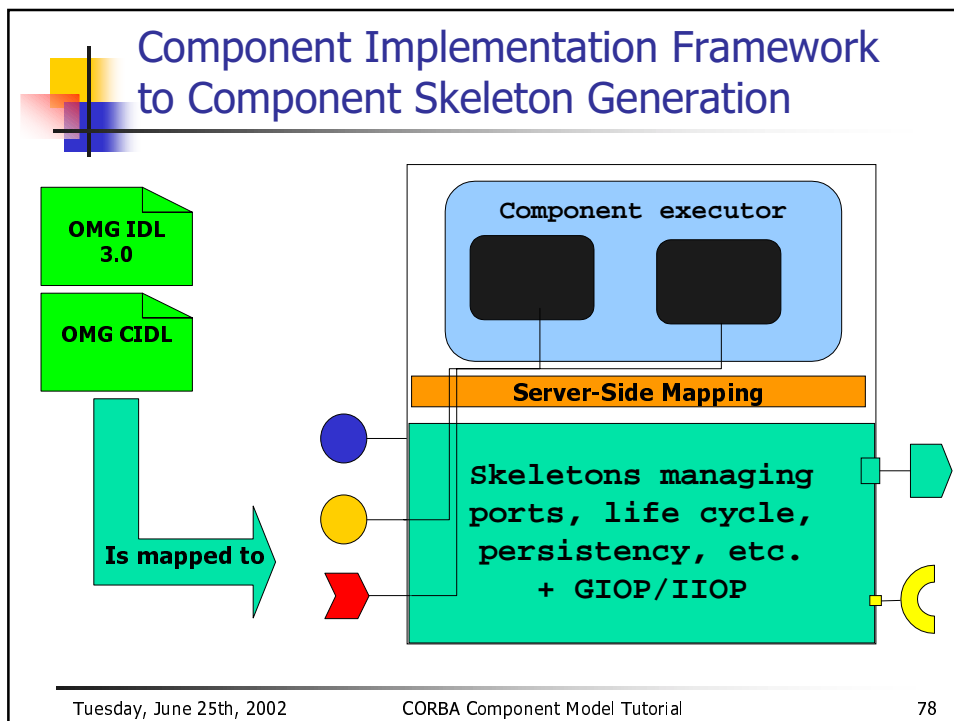 Component Implementation Framework
to Component Skeleton Generation
OMG IDL
3.0
OMG CIDL
Is mapped to
Component executor
Server-Side Mapping
Skeletons managing
ports, life cycle,
persistency, etc.
+ GIOP/IIOP
Tuesday, June 25th, 2002
CORBA Component Model Tutorial
78